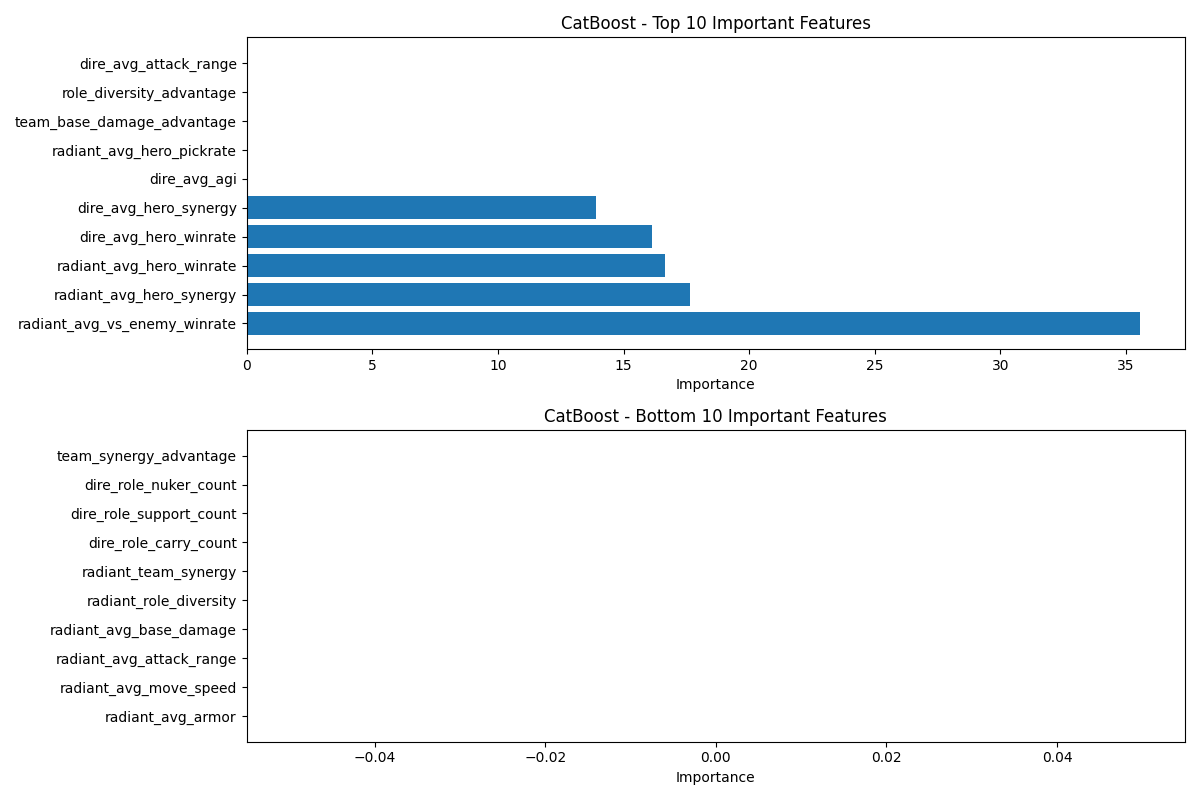 CatBoost - Top 10 Important Features
dire_avg_attack_range
role_diversity_advantage
team_base_damage_advantage
radiant_avg_hero_pickrate
dire_avg_agi
dire_avg_hero_synergy
dire_avg_hero_winrate
radiant_avg_hero_winrate
radiant_avg_hero_synergy
radiant_avg_vs_enemy_winrate
0 5 10 15 20 25 30 35
Importance
CatBoost - Bottom 10 Important Features
team_synergy_advantage
dire_role_nuker_count
dire_role_support_count
dire_role_carry_count
radiant_team_synergy
radiant_role_diversity
radiant_avg_base_damage
radiant_avg_attack_range
radiant_avg_move_speed
radiant_avg_armor
−0.04 −0.02 0.00 0.02 0.04
Importance